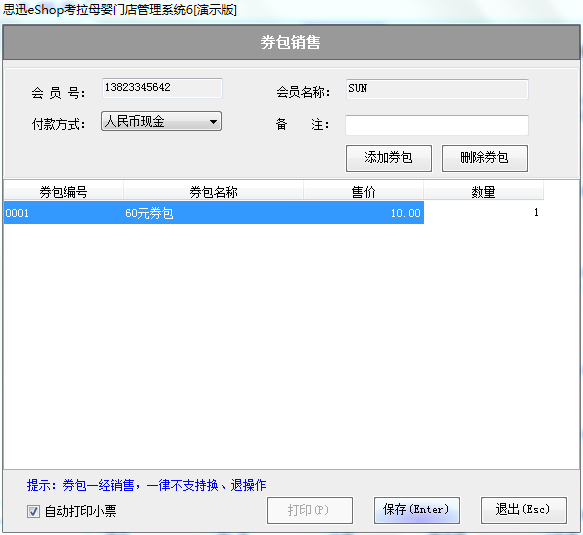 思迅eShop考拉母婴门店管理系统6[演示版]
券包销售
会 员 号： 13823345642 会员名称： SUN
付款方式： 人民币现金 备 注：
添加券包 删除券包
券包编号 券包名称 售价 数量
0001 60元券包 10.00 1
提示：券包一经销售，一律不支持换、退操作
自动打印小票 打印(P) 保存(Enter) 退出(Esc)